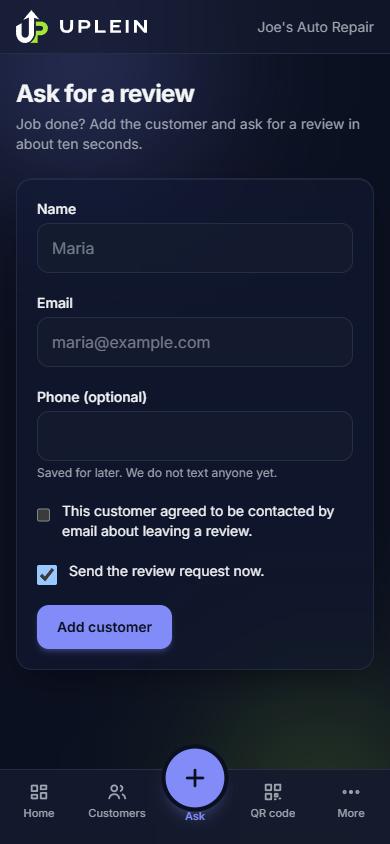 UPLEIN
Joe's Auto Repair
Ask for a review
Job done? Add the customer and ask for a review in
about ten seconds.
Name
Maria
Email
maria@example.com
Phone (optional)
Saved for later. We do not text anyone yet.
This customer agreed to be contacted by
email about leaving a review.
Send the review request now.
Add customer
Home
Customers
Ask
QR code
More